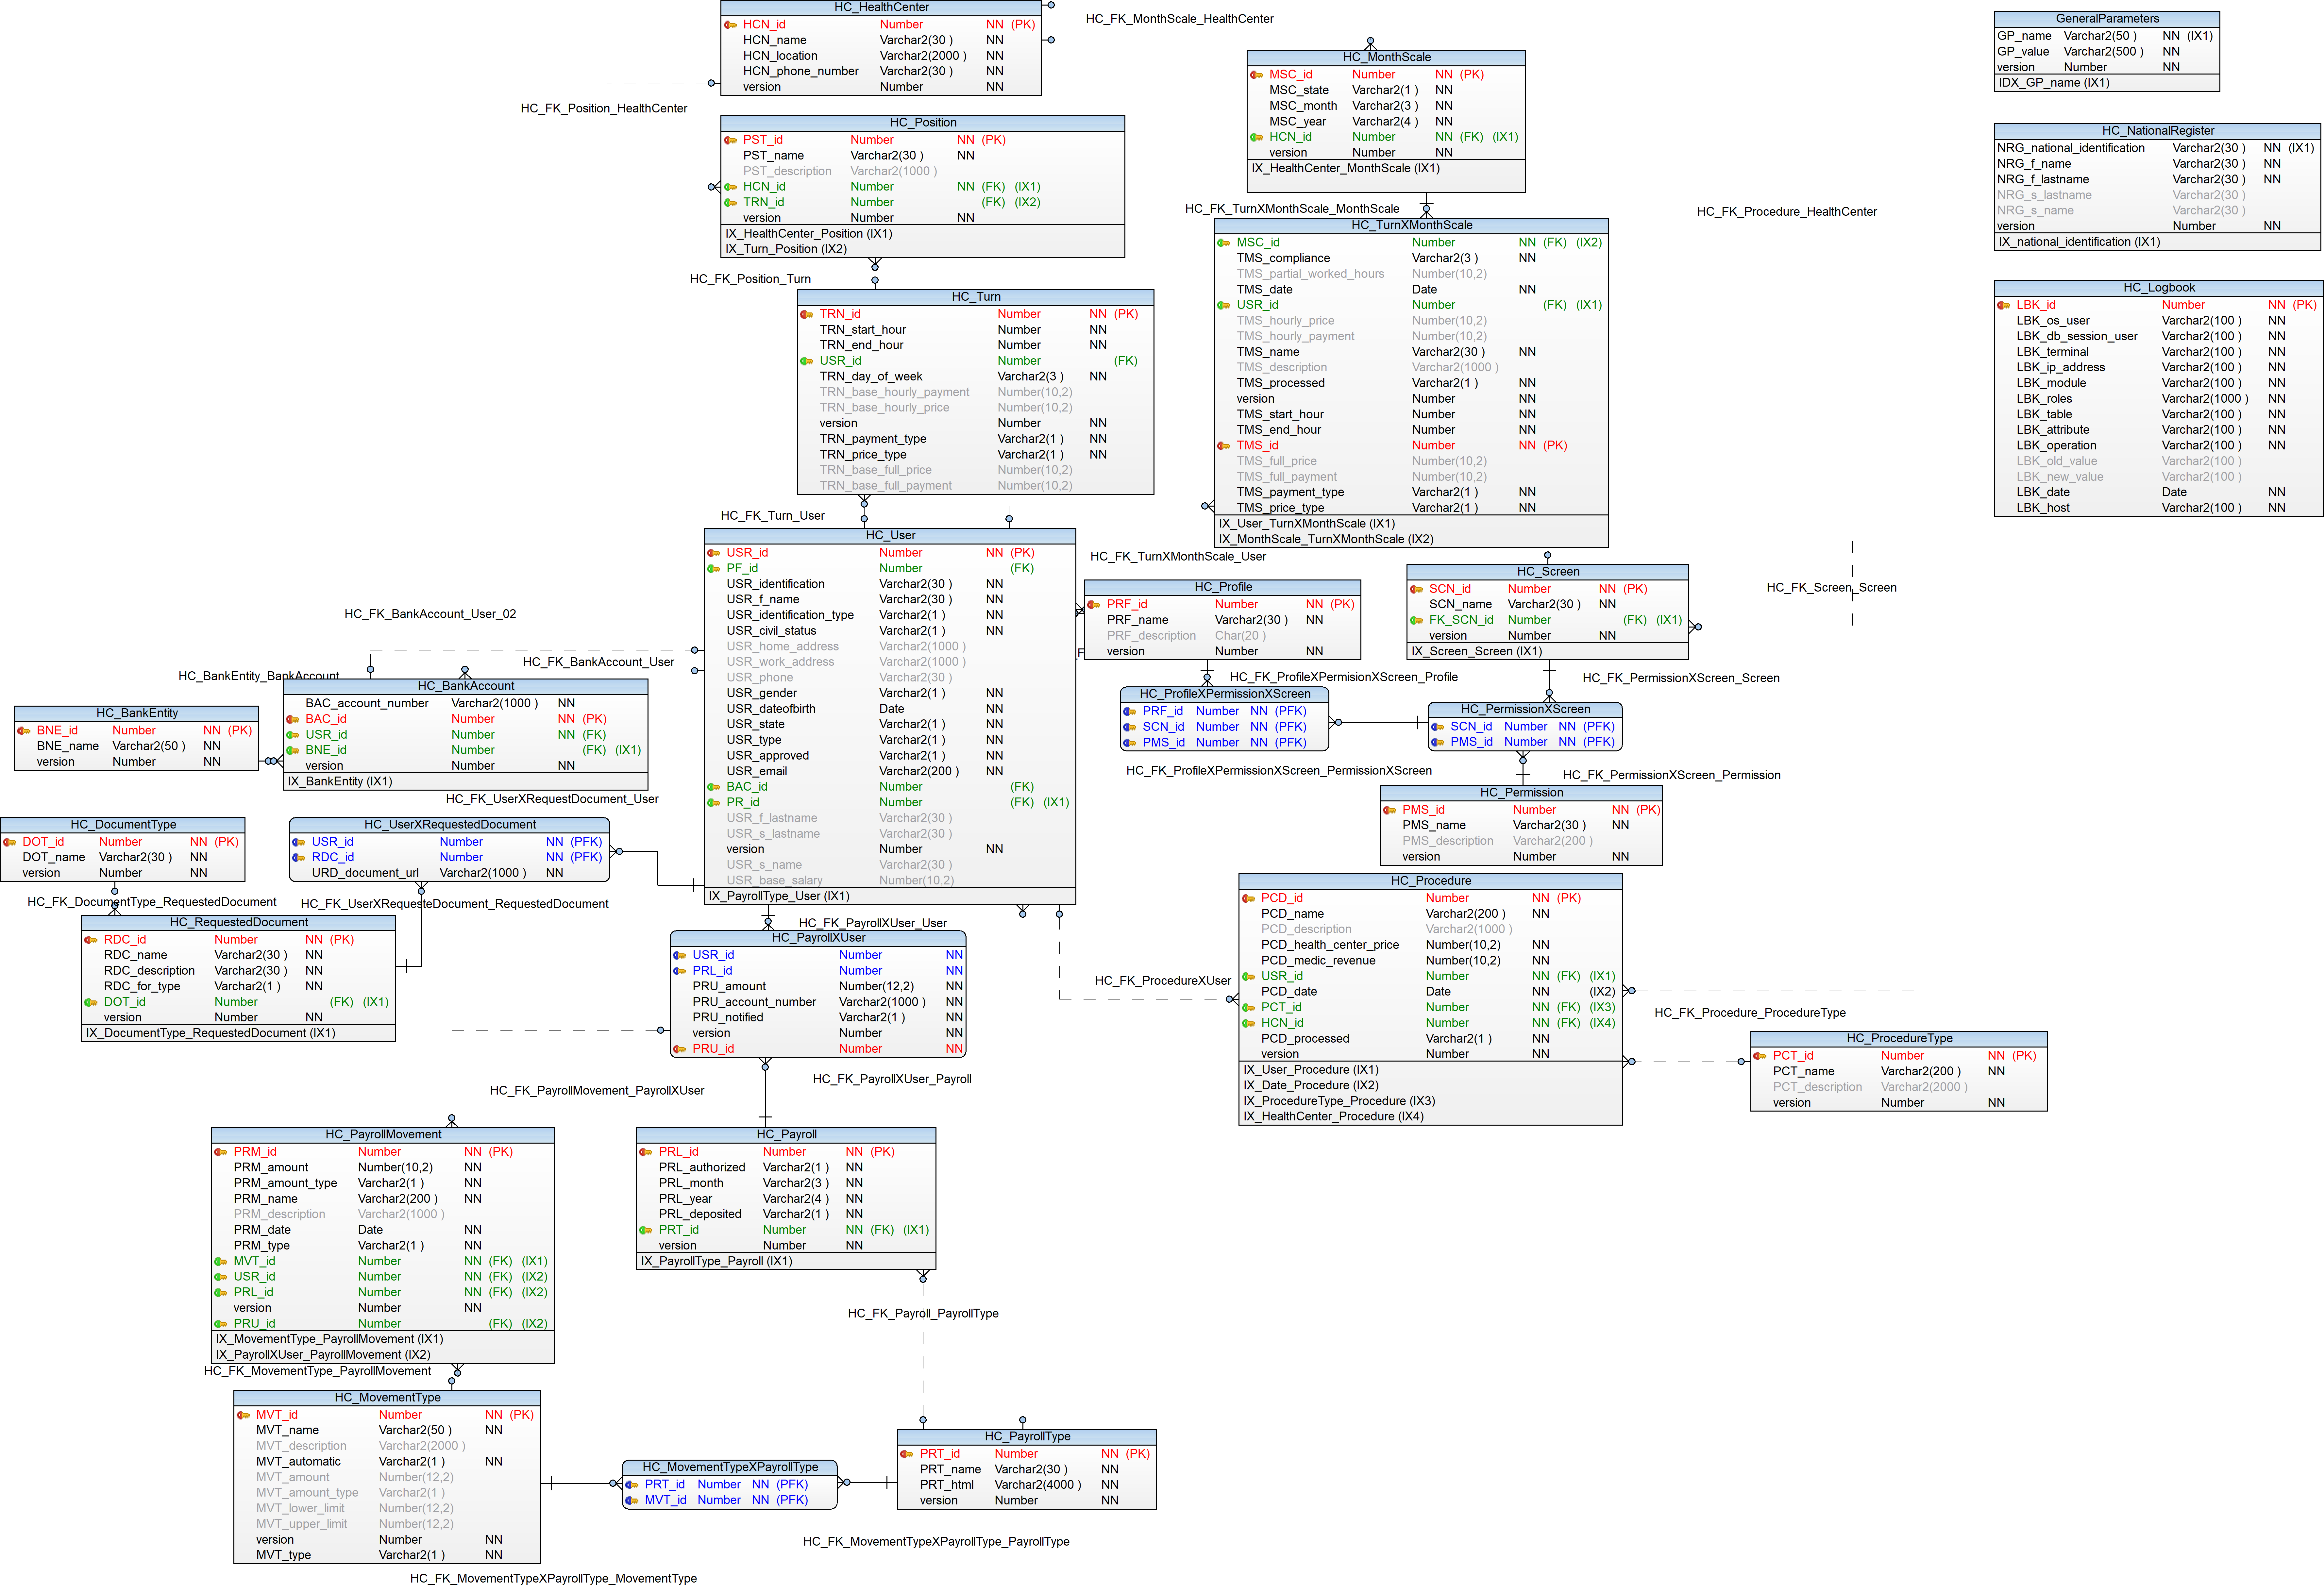 HC_HealthCenter
HCN_id Number NN (PK)
HCN_name Varchar2(30 ) NN
HCN_location Varchar2(2000 ) NN
HCN_phone_number Varchar2(30 ) NN
version Number NN
HC_FK_MonthScale_HealthCenter
HC_FK_Position_HealthCenter
HC_MonthScale
MSC_id Number NN (PK)
MSC_state Varchar2(1 ) NN
MSC_month Varchar2(3 ) NN
MSC_year Varchar2(4 ) NN
HCN_id Number NN (FK) (IX1)
version Number NN
IX_HealthCenter_MonthScale (IX1)
GeneralParameters
GP_name Varchar2(50 ) NN (IX1)
GP_value Varchar2(500 ) NN
version Number NN
IDX_GP_name (IX1)
HC_NationalRegister
NRG_national_identification Varchar2(30 ) NN (IX1)
NRG_f_name Varchar2(30 ) NN
NRG_f_lastname Varchar2(30 ) NN
NRG_s_lastname Varchar2(30 )
NRG_s_name Varchar2(30 )
version Number NN
IX_national_identification (IX1)
HC_Logbook
LBK_id Number NN (PK)
LBK_os_user Varchar2(100 ) NN
LBK_db_session_user Varchar2(100 ) NN
LBK_terminal Varchar2(100 ) NN
LBK_ip_address Varchar2(100 ) NN
LBK_module Varchar2(100 ) NN
LBK_roles Varchar2(1000 ) NN
LBK_table Varchar2(100 ) NN
LBK_attribute Varchar2(100 ) NN
LBK_operation Varchar2(100 ) NN
LBK_old_value Varchar2(100 )
LBK_new_value Varchar2(100 )
LBK_date Date NN
LBK_host Varchar2(100 ) NN
HC_Position
PST_id Number NN (PK)
PST_name Varchar2(30 ) NN
PST_description Varchar2(1000 )
HCN_id Number NN (FK) (IX1)
TRN_id Number (FK) (IX2)
version Number NN
IX_HealthCenter_Position (IX1)
IX_Turn_Position (IX2)
HC_FK_Position_Turn
HC_FK_TurnXMonthScale_MonthScale
HC_FK_Procedure_HealthCenter
HC_Turn
TRN_id Number NN (PK)
TRN_start_hour Number NN
TRN_end_hour Number NN
USR_id Number (FK)
TRN_day_of_week Varchar2(3 ) NN
TRN_base_hourly_payment Number(10,2)
TRN_base_hourly_price Number(10,2)
version Number NN
TRN_payment_type Varchar2(1 ) NN
TRN_price_type Varchar2(1 ) NN
TRN_base_full_price Number(10,2)
TRN_base_full_payment Number(10,2)
HC_FK_Turn_User
HC_TurnXMonthScale
MSC_id Number NN (FK) (IX2)
TMS_compliance Varchar2(3 ) NN
TMS_partial_worked_hours Number(10,2)
TMS_date Date NN
USR_id Number (FK) (IX1)
TMS_hourly_price Number(10,2)
TMS_hourly_payment Number(10,2)
TMS_name Varchar2(30 ) NN
TMS_description Varchar2(1000 )
TMS_processed Varchar2(1 ) NN
version Number NN
TMS_start_hour Number NN
TMS_end_hour Number NN
TMS_id Number NN (PK)
TMS_full_price Number(10,2)
TMS_full_payment Number(10,2)
TMS_payment_type Varchar2(1 ) NN
TMS_price_type Varchar2(1 ) NN
IX_User_TurnXMonthScale (IX1)
IX_MonthScale_TurnXMonthScale (IX2)
HC_FK_TurnXMonthScale_User
HC_User
USR_id Number NN (PK)
PF_id Number (FK)
USR_identification Varchar2(30 ) NN
USR_f_name Varchar2(30 ) NN
USR_identification_type Varchar2(1 ) NN
USR_civil_status Varchar2(1 ) NN
USR_home_address Varchar2(1000 )
USR_work_address Varchar2(1000 )
USR_phone Varchar2(30 )
USR_gender Varchar2(1 ) NN
USR_dateofbirth Date NN
USR_state Varchar2(1 ) NN
USR_type Varchar2(1 ) NN
USR_approved Varchar2(1 ) NN
USR_email Varchar2(200 ) NN
BAC_id Number (FK)
PR_id Number (FK) (IX1)
USR_f_lastname Varchar2(30 )
USR_s_lastname Varchar2(30 )
version Number NN
USR_s_name Varchar2(30 )
USR_base_salary Number(10,2)
IX_PayrollType_User (IX1)
F
HC_Profile
PRF_id Number NN (PK)
PRF_name Varchar2(30 ) NN
PRF_description Char(20 )
version Number NN
HC_Screen
SCN_id Number NN (PK)
SCN_name Varchar2(30 ) NN
FK_SCN_id Number (FK) (IX1)
version Number NN
IX_Screen_Screen (IX1)
HC_FK_Screen_Screen
HC_FK_ProfileXPermisionXScreen_Profile
HC_FK_PermissionXScreen_Screen
HC_ProfileXPermissionXScreen
PRF_id Number NN (PFK)
SCN_id Number NN (PFK)
PMS_id Number NN (PFK)
HC_PermissionXScreen
SCN_id Number NN (PFK)
PMS_id Number NN (PFK)
HC_FK_ProfileXPermissionXScreen_PermissionXScreen
HC_FK_PermissionXScreen_Permission
HC_Permission
PMS_id Number NN (PK)
PMS_name Varchar2(30 ) NN
PMS_description Varchar2(200 )
version Number NN
HC_FK_BankAccount_User_02
HC_FK_BankAccount_User
HC_BankEntity_BankAccount
HC_BankAccount
BAC_account_number Varchar2(1000 ) NN
BAC_id Number NN (PK)
USR_id Number NN (FK)
BNE_id Number (FK) (IX1)
version Number NN
IX_BankEntity (IX1)
HC_BankEntity
BNE_id Number NN (PK)
BNE_name Varchar2(50 ) NN
version Number NN
HC_FK_UserXRequestDocument_User
HC_DocumentType
DOT_id Number NN (PK)
DOT_name Varchar2(30 ) NN
version Number NN
HC_UserXRequestedDocument
USR_id Number NN (PFK)
RDC_id Number NN (PFK)
URD_document_url Varchar2(1000 ) NN
HC_FK_DocumentType_RequestedDocument
HC_FK_UserXRequesteDocument_RequestedDocument
HC_RequestedDocument
RDC_id Number NN (PK)
RDC_name Varchar2(30 ) NN
RDC_description Varchar2(30 ) NN
RDC_for_type Varchar2(1 ) NN
DOT_id Number (FK) (IX1)
version Number NN
IX_DocumentType_RequestedDocument (IX1)
HC_FK_PayrollXUser_User
HC_PayrollXUser
USR_id Number NN
PRL_id Number NN
PRU_amount Number(12,2) NN
PRU_account_number Varchar2(1000 ) NN
PRU_notified Varchar2(1 ) NN
version Number NN
PRU_id Number NN
HC_FK_PayrollXUser_Payroll
HC_FK_PayrollMovement_PayrollXUser
HC_FK_ProcedureXUser
HC_Procedure
PCD_id Number NN (PK)
PCD_name Varchar2(200 ) NN
PCD_description Varchar2(1000 )
PCD_health_center_price Number(10,2) NN
PCD_medic_revenue Number(10,2) NN
USR_id Number NN (FK) (IX1)
PCD_date Date NN (IX2)
PCT_id Number NN (FK) (IX3)
HCN_id Number NN (FK) (IX4)
PCD_processed Varchar2(1 ) NN
version Number NN
IX_User_Procedure (IX1)
IX_Date_Procedure (IX2)
IX_ProcedureType_Procedure (IX3)
IX_HealthCenter_Procedure (IX4)
HC_FK_Procedure_ProcedureType
HC_ProcedureType
PCT_id Number NN (PK)
PCT_name Varchar2(200 ) NN
PCT_description Varchar2(2000 )
version Number NN
HC_PayrollMovement
PRM_id Number NN (PK)
PRM_amount Number(10,2) NN
PRM_amount_type Varchar2(1 ) NN
PRM_name Varchar2(200 ) NN
PRM_description Varchar2(1000 )
PRM_date Date NN
PRM_type Varchar2(1 ) NN
MVT_id Number NN (FK) (IX1)
USR_id Number NN (FK) (IX2)
PRL_id Number NN (FK) (IX2)
version Number NN
PRU_id Number (FK) (IX2)
IX_MovementType_PayrollMovement (IX1)
IX_PayrollXUser_PayrollMovement (IX2)
HC_FK_MovementType_PayrollMovement
HC_Payroll
PRL_id Number NN (PK)
PRL_authorized Varchar2(1 ) NN
PRL_month Varchar2(3 ) NN
PRL_year Varchar2(4 ) NN
PRL_deposited Varchar2(1 ) NN
PRT_id Number NN (FK) (IX1)
version Number NN
IX_PayrollType_Payroll (IX1)
HC_FK_Payroll_PayrollType
HC_MovementType
MVT_id Number NN (PK)
MVT_name Varchar2(50 ) NN
MVT_description Varchar2(2000 )
MVT_automatic Varchar2(1 ) NN
MVT_amount Number(12,2)
MVT_amount_type Varchar2(1 )
MVT_lower_limit Number(12,2)
MVT_upper_limit Number(12,2)
version Number NN
MVT_type Varchar2(1 ) NN
HC_MovementTypeXPayrollType
PRT_id Number NN (PFK)
MVT_id Number NN (PFK)
HC_PayrollType
PRT_id Number NN (PK)
PRT_name Varchar2(30 ) NN
PRT_html Varchar2(4000 ) NN
version Number NN
HC_FK_MovementTypeXPayrollType_PayrollType
HC_FK_MovementTypeXPayrollType_MovementType